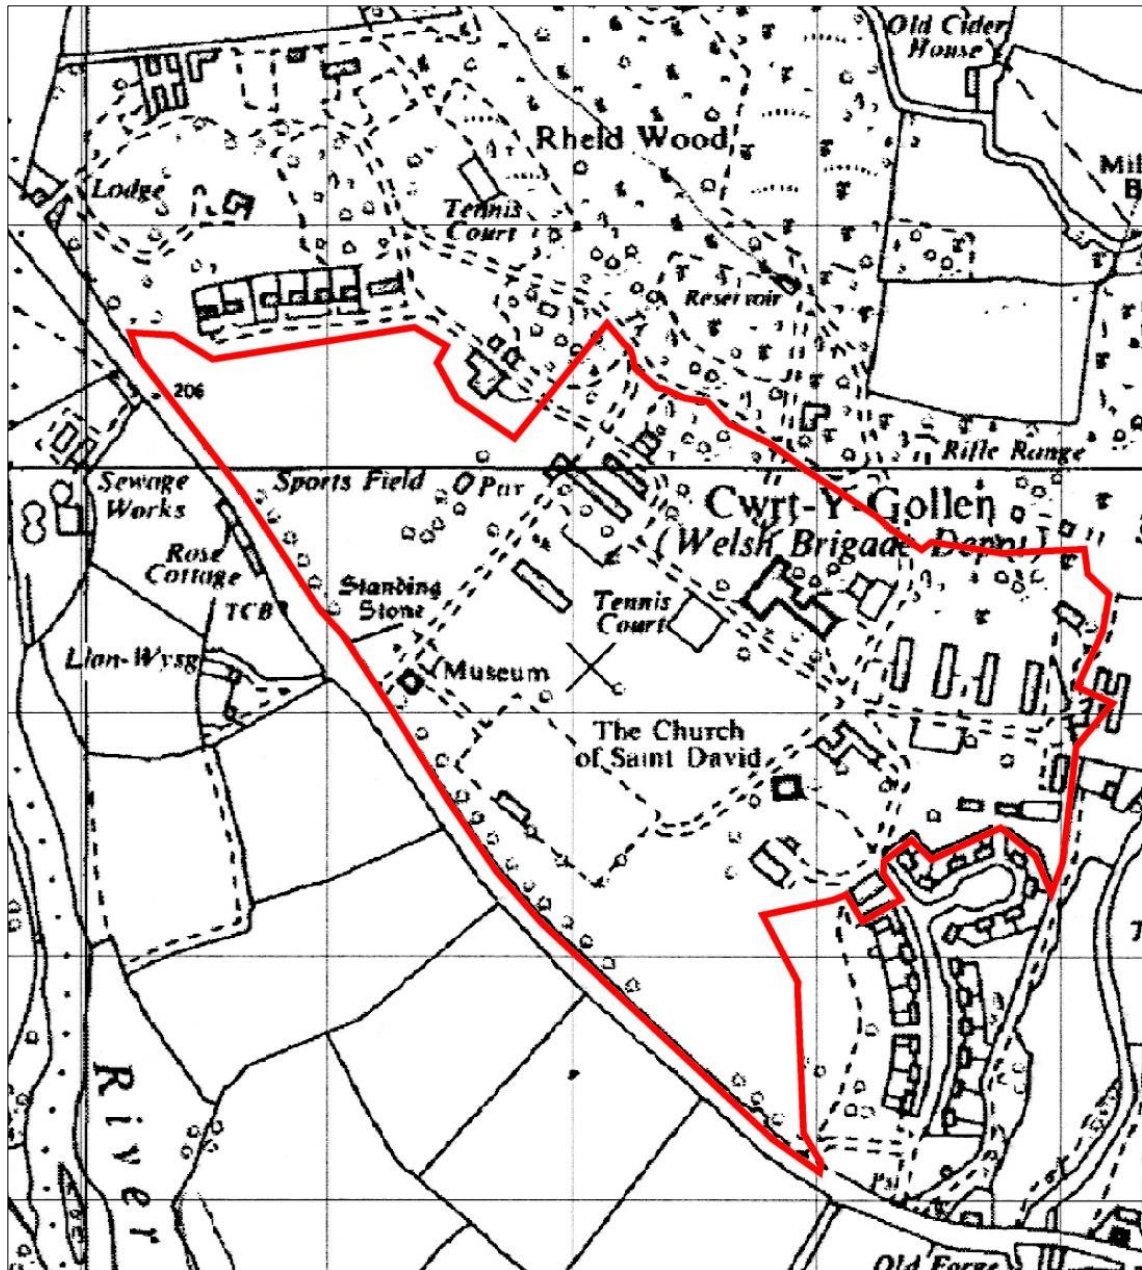 Old Cider
House
Rheld Wood
Lodge
Tennis
Court
Reservoir
206
Rifle Range
Sports Field
Pav
Sewage
Works
Cwrt-Y-Gollen
(Welsh Brigade Depot)
Rose
Cottage
Standing
Stone
TCB
Tennis
Court
Llan-Wysg
Museum
The Church
of Saint David
River
Old Forge